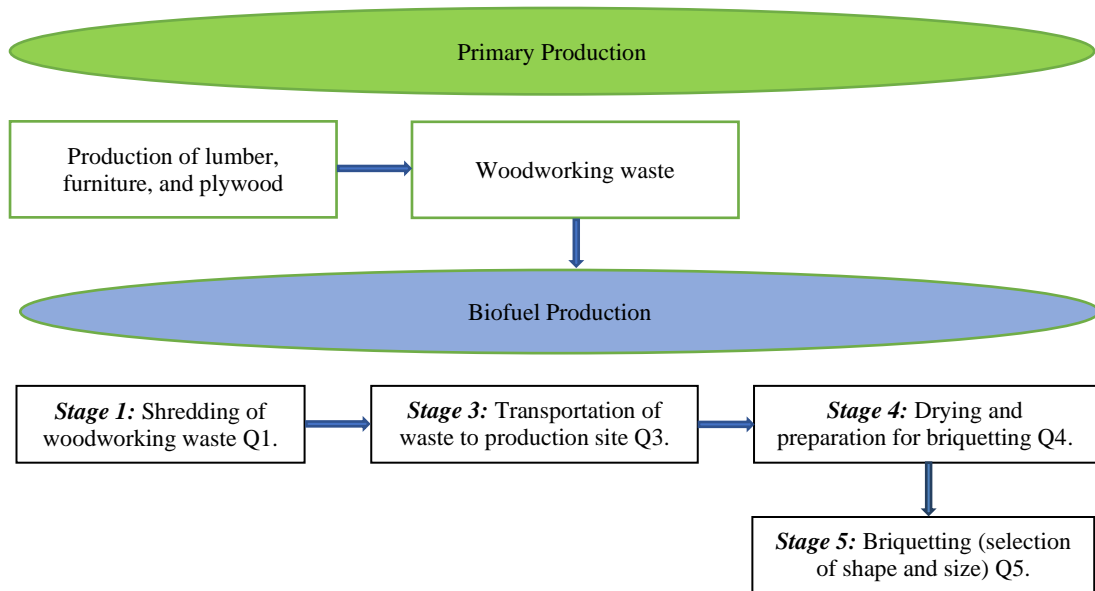 Primary Production
Production of lumber,
furniture, and plywood
Woodworking waste
Biofuel Production
Stage 1: Shredding of
woodworking waste Q1.
Stage 3: Transportation of
waste to production site Q3.
Stage 4: Drying and
preparation for briquetting Q4.
Stage 5: Briquetting (selection
of shape and size) Q5.